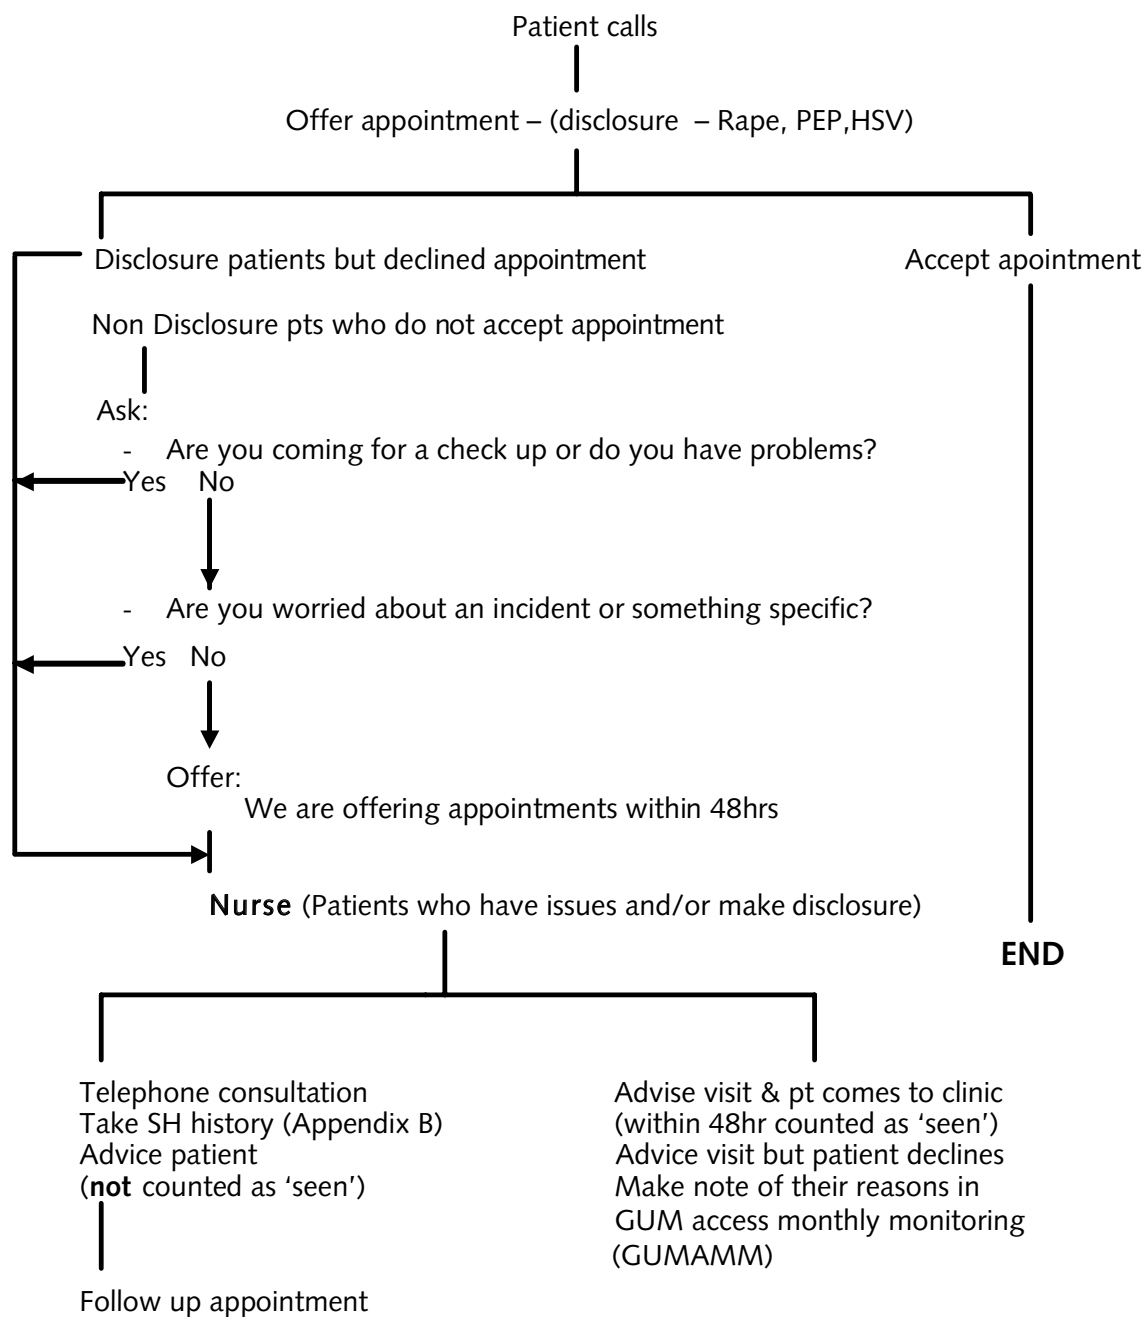 Patient calls
Offer appointment – (disclosure – Rape, PEP,HSV)
Disclosure patients but declined appointment
Accept apointment
Non Disclosure pts who do not accept appointment
Ask:
- Are you coming for a check up or do you have problems?
Yes No
- Are you worried about an incident or something specific?
Yes No
Offer:
We are offering appointments within 48hrs
Nurse (Patients who have issues and/or make disclosure)
END
Telephone consultation
Take SH history (Appendix B)
Advice patient
(not counted as ‘seen’)
Follow up appointment
Advise visit & pt comes to clinic
(within 48hr counted as ‘seen’)
Advice visit but patient declines
Make note of their reasons in
GUM access monthly monitoring
(GUMAMM)